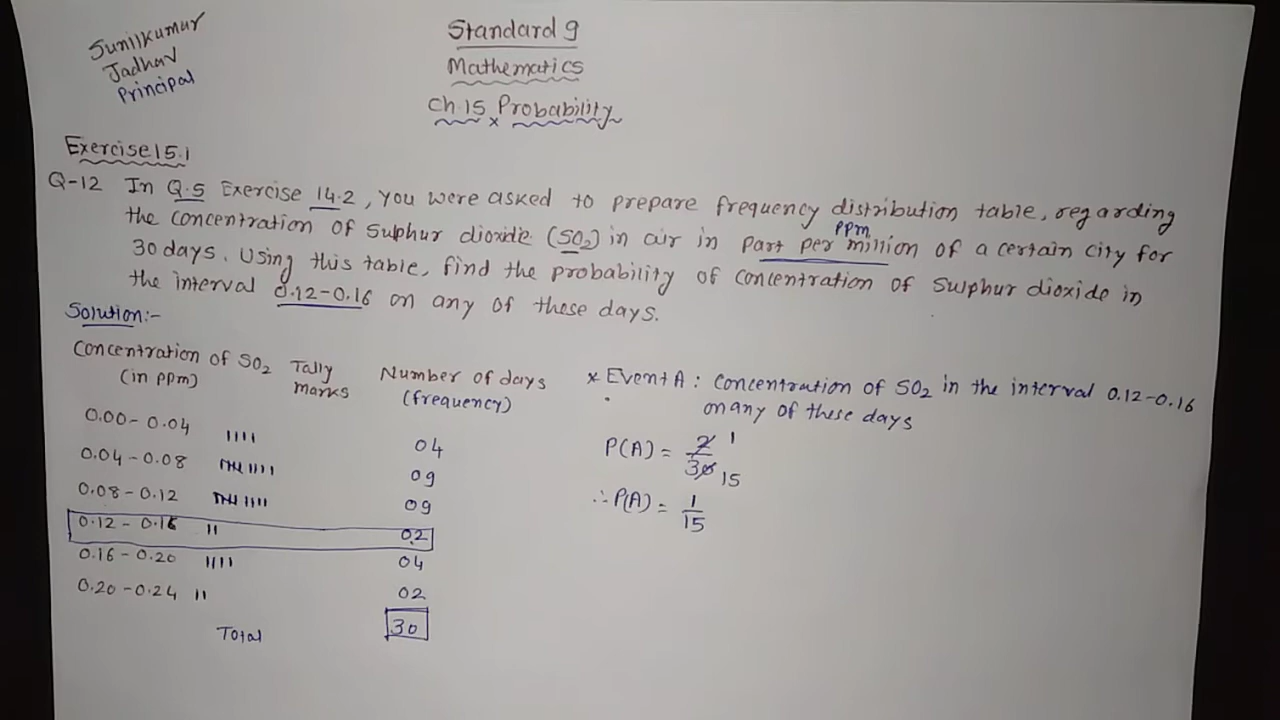 Sunilkumar
Jadhav
Principal
Standard 9
Mathematics
Ch 15 x Probability
Exercise 15.1
Q-12 In Q.5 Exercise 14.2, you were asked to prepare frequency distribution table, regarding
the concentration of Sulphur dioxide (SO₂) in air in part per million of a certain city for
PPM
30 days. Using this table, find the probability of concentration of Sulphur dioxide in
the interval 0.12-0.16 on any of these days.
Solution:-
Concentration of SO₂ (in ppm) Tally marks Number of days (frequency)
0.00-0.04 |||| 04
0.04-0.08 𝍸 |||| 09
0.08-0.12 𝍸 |||| 09
0.12-0.16 || 02
0.16-0.20 |||| 04
0.20-0.24 || 02
Total 30
x Event A : Concentration of SO₂ in the interval 0.12-0.16
on any of these days
P(A) = 2/30 1 15
∴ P(A) = 1/15